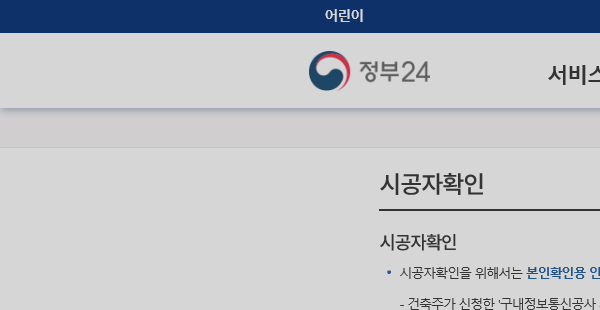 어린이
정부24
서비스
시공자확인
시공자확인
• 시공자확인을 위해서는 본인확인용
- 건축주가 신청한 '구내정보통신공사